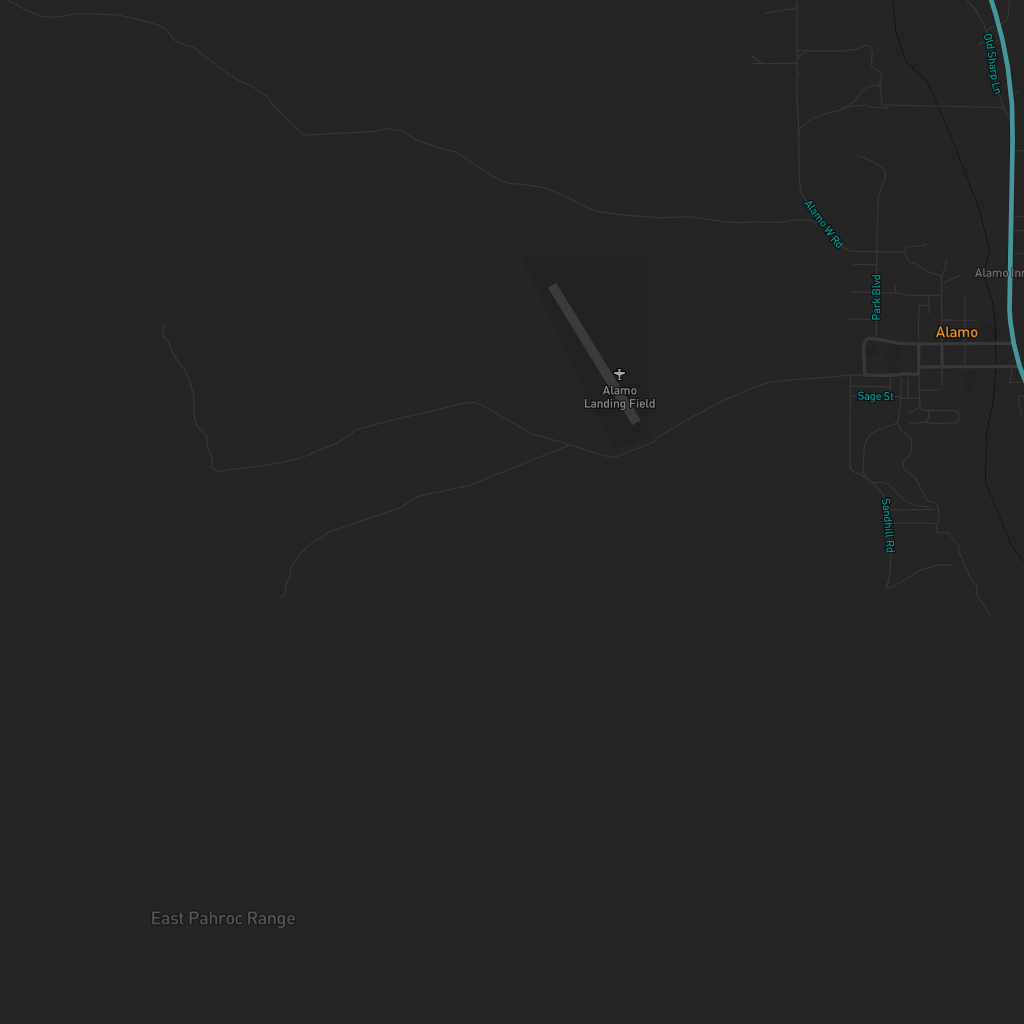 Old Sharp Ln
Alamo W Rd
Alamo Inn
Park Blvd
Alamo
Alamo
Landing Field
Sage St
Sandhill Rd
East Pahroc Range